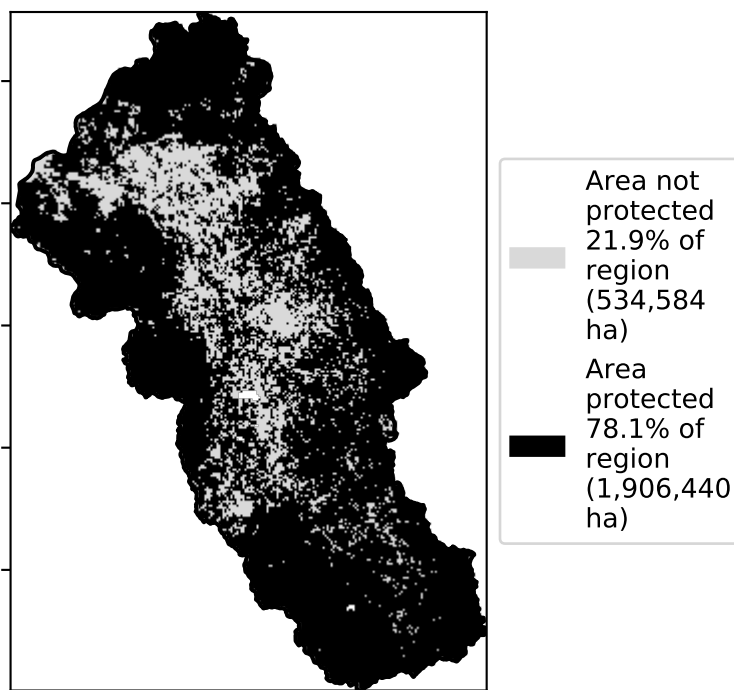 Area not
protected
21.9% of
region
(534,584
ha)
Area
protected
78.1% of
region
(1,906,440
ha)